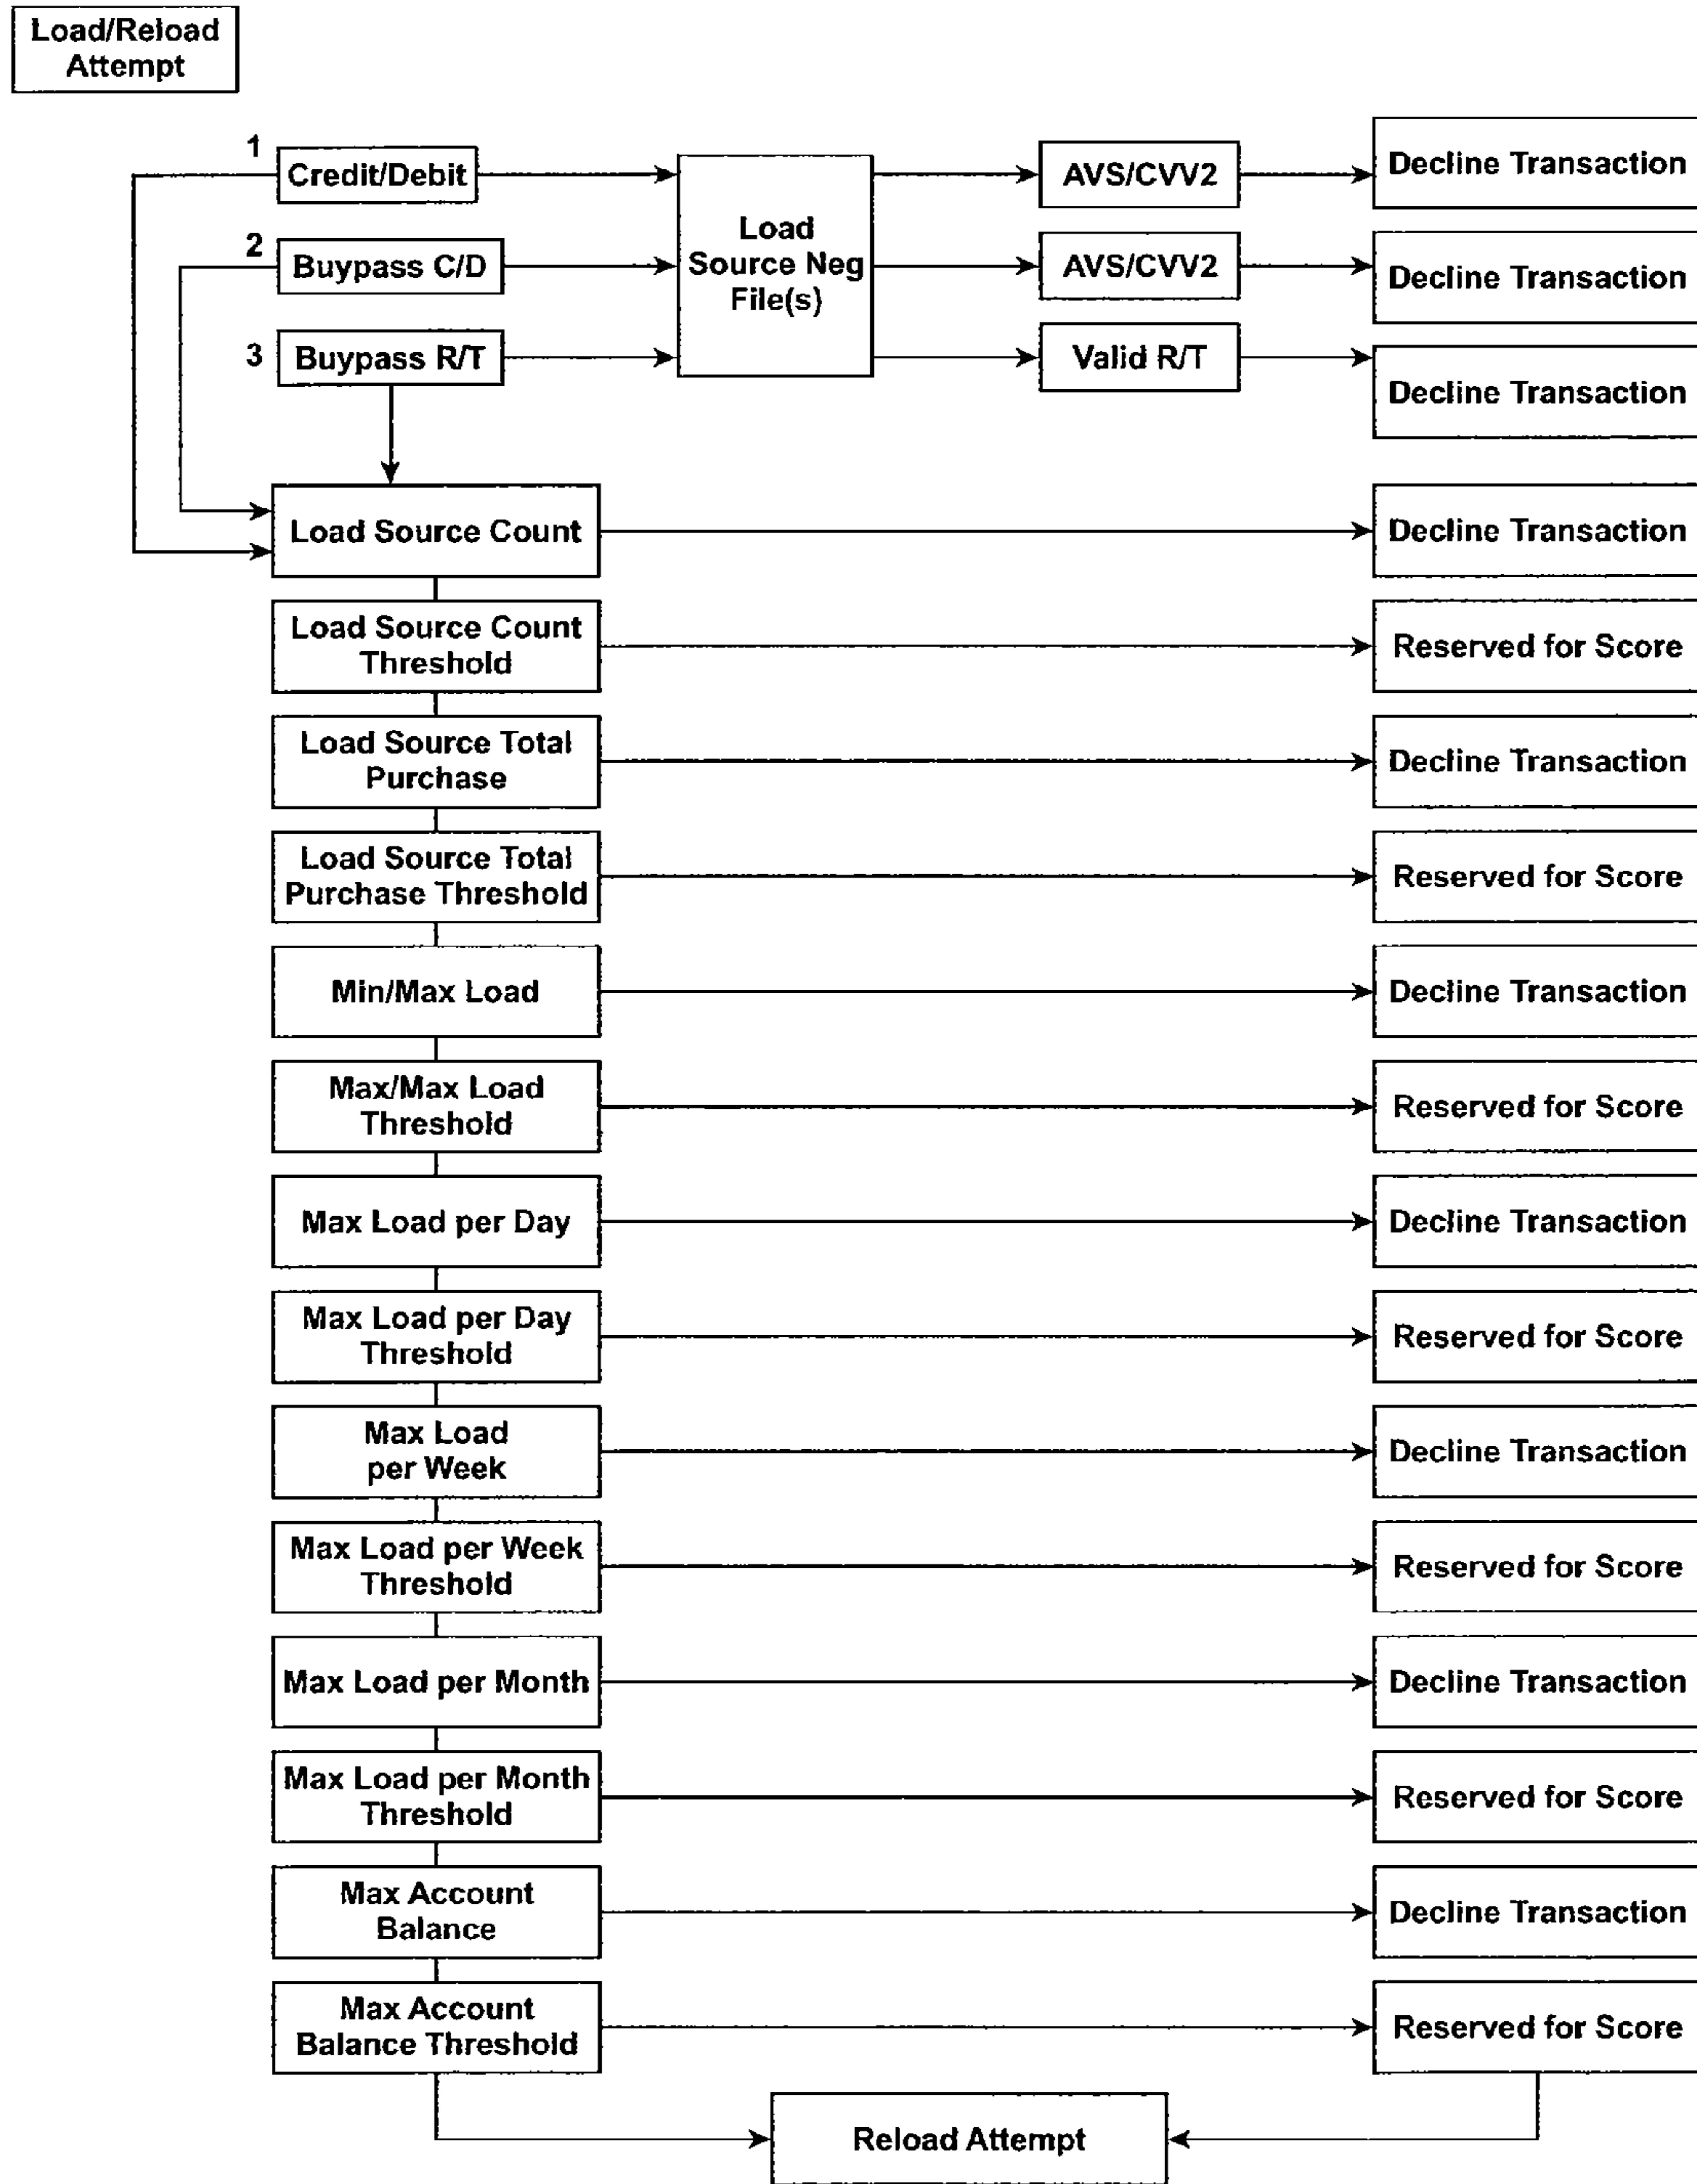 Load/Reload
Attempt
1
Credit/Debit
2
Buypass C/D
3
Buypass R/T
Load
Source Neg
File(s)
AVS/CVV2
AVS/CVV2
Valid R/T
Decline Transaction
Decline Transaction
Decline Transaction
Load Source Count
Decline Transaction
Load Source Count
Threshold
Reserved for Score
Load Source Total
Purchase
Decline Transaction
Load Source Total
Purchase Threshold
Reserved for Score
Min/Max Load
Decline Transaction
Max/Max Load
Threshold
Reserved for Score
Max Load per Day
Decline Transaction
Max Load per Day
Threshold
Reserved for Score
Max Load
per Week
Decline Transaction
Max Load per Week
Threshold
Reserved for Score
Max Load per Month
Decline Transaction
Max Load per Month
Threshold
Reserved for Score
Max Account
Balance
Decline Transaction
Max Account
Balance Threshold
Reserved for Score
Reload Attempt